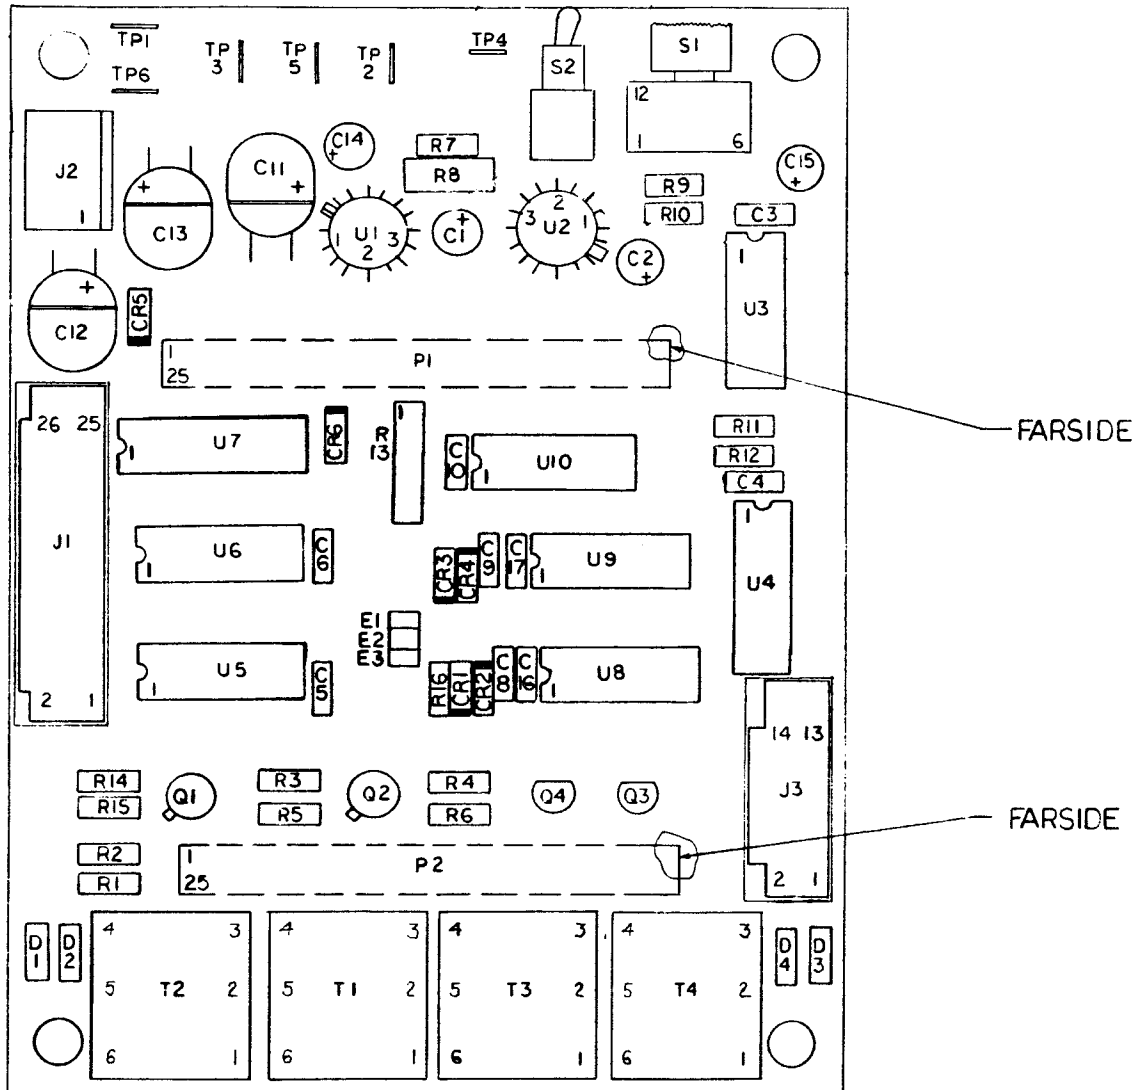 TP1
TP6
TP
3
TP
5
TP
2
TP4
S2
S1
12
1
6
J2
1
+
C13
C11
+
C14
+
R7
R8
U1
1
2
3
+
C1
2
3
1
U2
C2
+
R9
R10
C15
+
C3
1
U3
+
C12
CR5
1
25
P1
FARSIDE
26
25
J1
2
1
U7
1
CR6
R
13
1
C
10
U10
1
R11
R12
C4
1
U4
U6
1
C
6
CR3
CR4
C
9
C
17
U9
1
E1
E2
E3
U5
1
C
5
R16
CR1
CR2
C
8
C
16
U8
1
14
13
J3
2
1
R14
R15
Q1
R3
R5
Q2
R4
R6
Q4
Q3
FARSIDE
R2
R1
1
25
P2
D
1
D
2
4
3
5
T2
2
6
1
4
3
5
T1
2
6
1
4
3
5
T3
2
6
1
4
3
5
T4
2
6
1
D
4
D
3